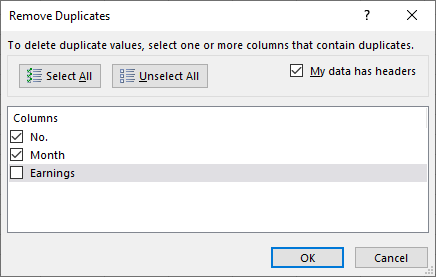 Remove Duplicates
?
To delete duplicate values, select one or more columns that contain duplicates.
Select All Unselect All My data has headers
Columns
No.
Month
Earnings
OK Cancel